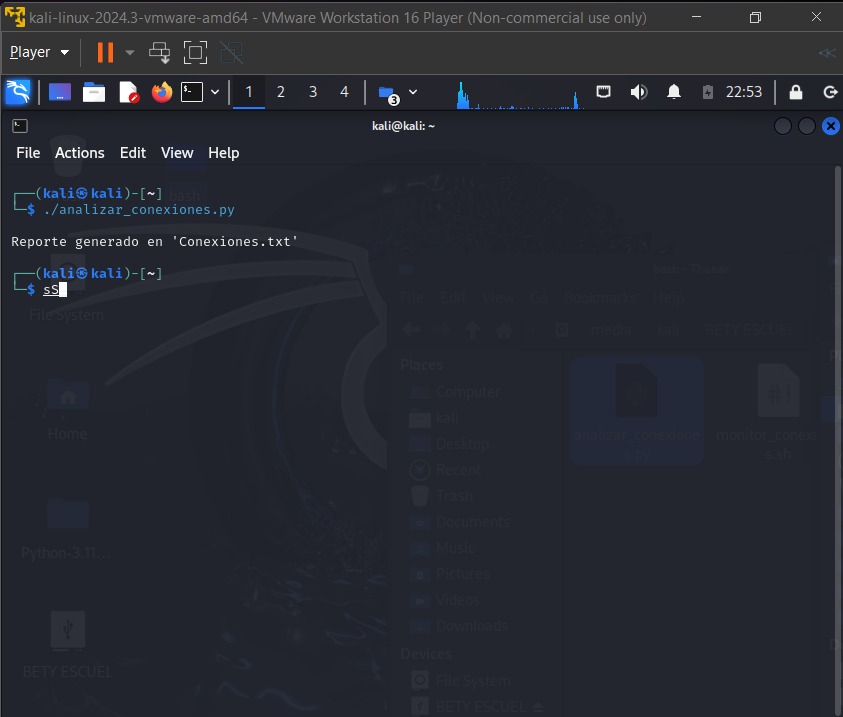 kali-linux-2024.3-vmware-amd64 - VMware Workstation 16 Player (Non-commercial use only)
Player
1 2 3 4 3 22:53
kali@kali: ~
File Actions Edit View Help
┌──(kali㉿kali)-[~]
└─$ ./analizar_conexiones.py
Reporte generado en 'Conexiones.txt'
┌──(kali㉿kali)-[~]
└─$ sS
File System
Home
Python-3.11...
BETY ESCUEL
File Edit View Go Bookmarks Help
media kali BETY ESCUEL
Places
Computer
kali
Desktop
Recent
Trash
Documents
Music
Pictures
Videos
Downloads
Devices
File System
BETY ESCUEL
analizar_conexione
s.py
monitor_conexi